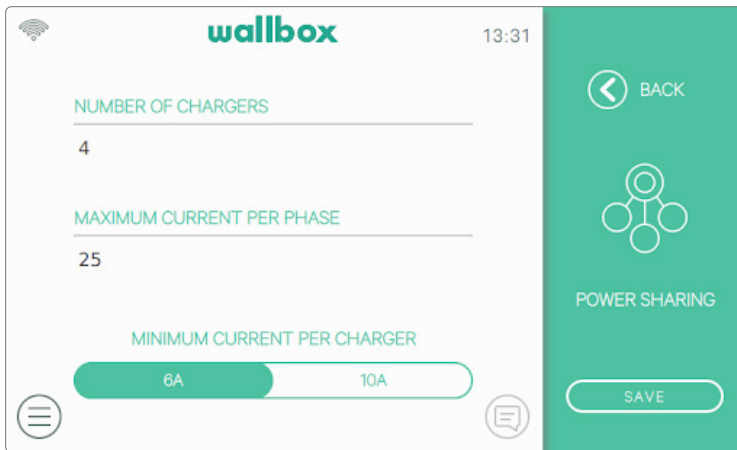 wallbox
13:31
NUMBER OF CHARGERS
4
MAXIMUM CURRENT PER PHASE
25
MINIMUM CURRENT PER CHARGER
6A
10A
BACK
POWER SHARING
SAVE